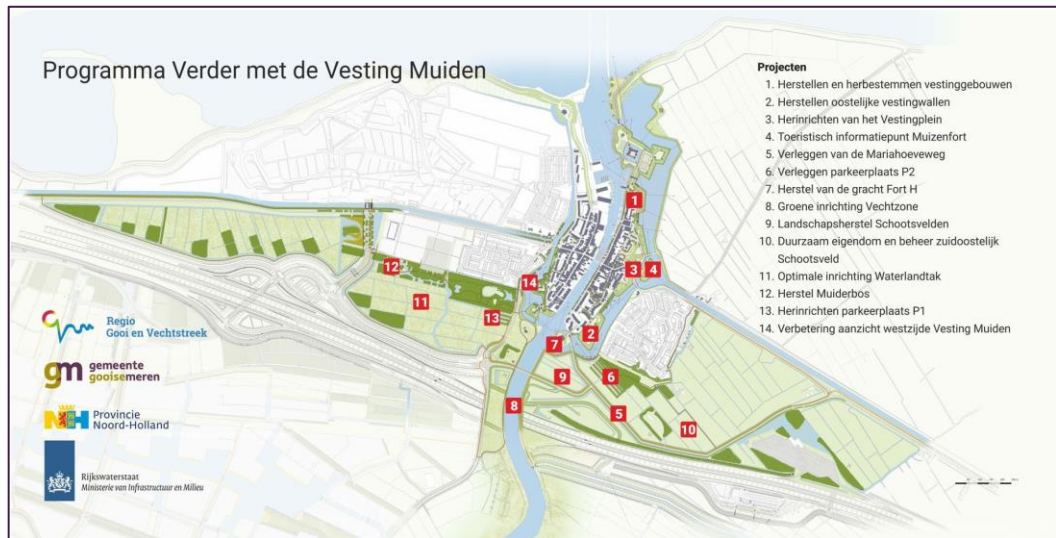 Programma Verder met de Vesting Muiden
Projecten
1. Herstellen en herbestemmen vestinggebouwen
2. Herstellen oostelijke vestingwallen
3. Herinrichten van het Vestingplein
4. Toeristisch informatiepunt Muizenfort
5. Verleggen van de Mariahoeveweg
6. Verleggen parkeerplaats P2
7. Herstel van de gracht Fort H
8. Groene inrichting Vechtzone
9. Landschapsherstel Schootsvelden
10. Duurzaam eigendom en beheer zuidoostelijk
Schootsveld
11. Optimale inrichting Waterlandtak
12. Herstel Muiderbos
13. Herinrichten parkeerplaats P1
14. Verbetering aanzicht westzijde Vesting Muiden
1
12
11
13
14
3
4
2
7
9
6
8
5
10
Regio
Gooi en Vechtstreek
gm gemeente
gooisemeren
NH Provincie
Noord-Holland
Rijkswaterstaat
Ministerie van Infrastructuur en Milieu